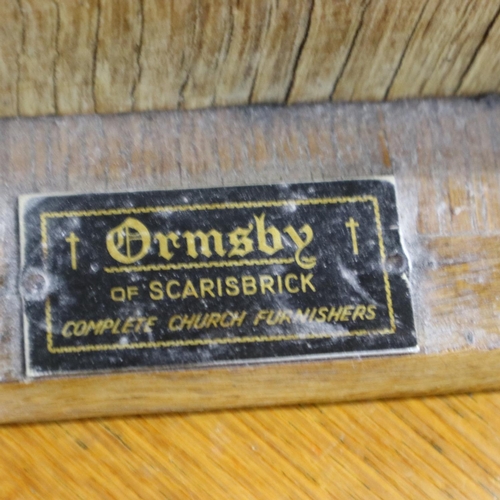 Ormsby
OF SCARISBRICK
COMPLETE CHURCH FURNISHERS